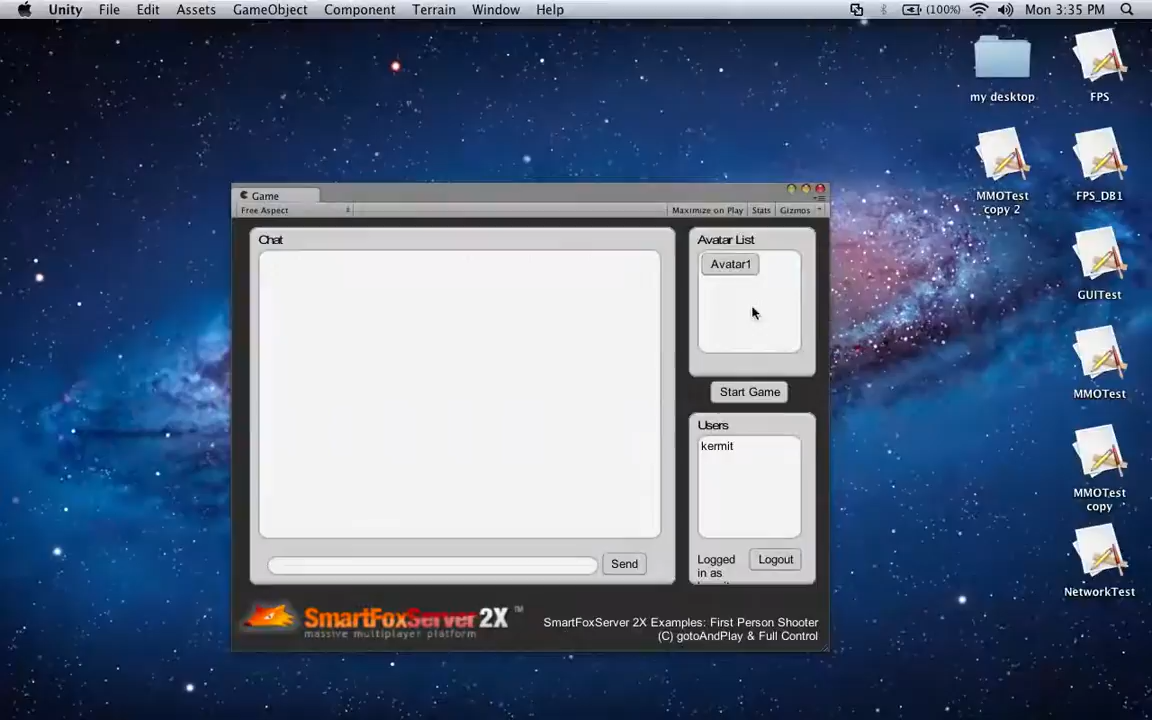 Unity File Edit Assets GameObject Component Terrain Window Help (100%) Mon 3:35 PM
my desktop
FPS
MMOTest
copy 2
FPS_DB1
GUITest
MMOTest
MMOTest
copy
NetworkTest
Game
Free Aspect Maximize on Play Stats Gizmos
Chat
Avatar List
Avatar1
Start Game
Users
kermit
Logged
in as
Logout
Send
SmartFoxServer 2X ™
massive multiplayer platform
SmartFoxServer 2X Examples: First Person Shooter
(C) gotoAndPlay & Full Control